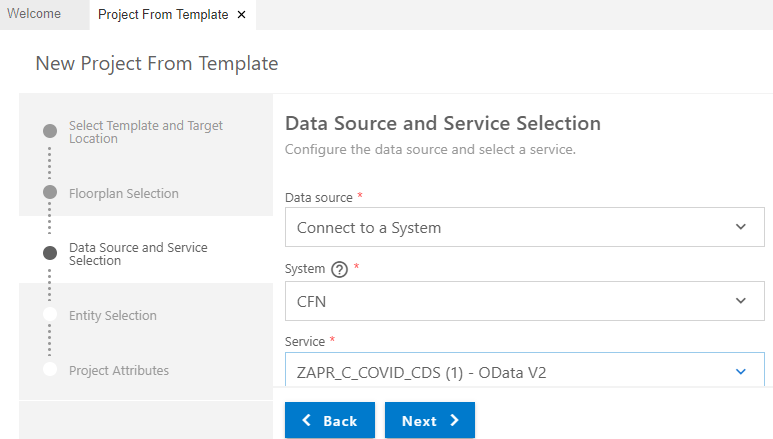 Welcome
Project From Template ×
New Project From Template
Select Template and Target
Location
Floorplan Selection
Data Source and Service
Selection
Entity Selection
Project Attributes
Data Source and Service Selection
Configure the data source and select a service.
Data source *
Connect to a System
System ? *
CFN
Service *
ZAPR_C_COVID_CDS (1) - OData V2
Back
Next